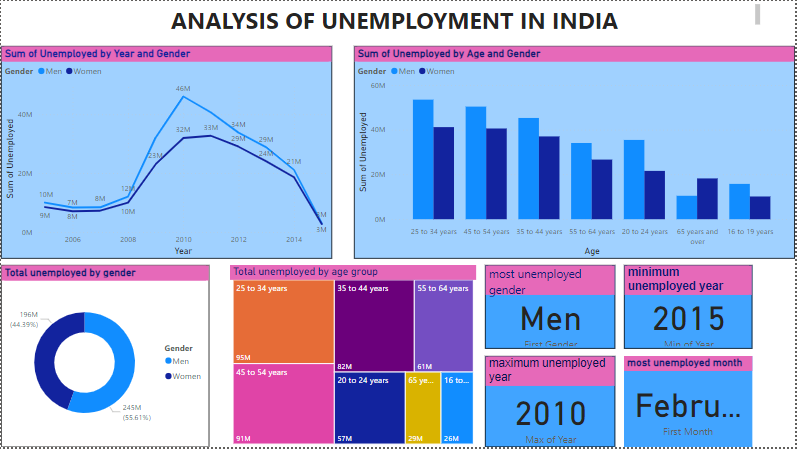 ANALYSIS OF UNEMPLOYMENT IN INDIA
Sum of Unemployed by Year and Gender
Gender Men Women
Sum of Unemployed
40M
20M
0M
10M
9M
7M
8M
8M
12M
10M
23M
46M
32M
33M
34M
29M
29M
24M
21M
3M
2006
2008
2010
2012
2014
Year
Sum of Unemployed by Age and Gender
Gender Men Women
Sum of Unemployed
60M
40M
20M
0M
25 to 34 years
45 to 54 years
35 to 44 years
55 to 64 years
20 to 24 years
65 years and
over
16 to 19 years
Age
Total unemployed by gender
196M
(44.39%)
245M
(55.61%)
Gender
Men
Women
Total unemployed by age group
25 to 34 years
95M
45 to 54 years
91M
35 to 44 years
82M
55 to 64 years
61M
20 to 24 years
57M
65 ye...
29M
16 to...
26M
most unemployed
gender
Men
First Gender
minimum
unemployed year
2015
Min of Year
maximum unemployed
year
2010
Max of Year
most unemployed month
Febru...
First Month